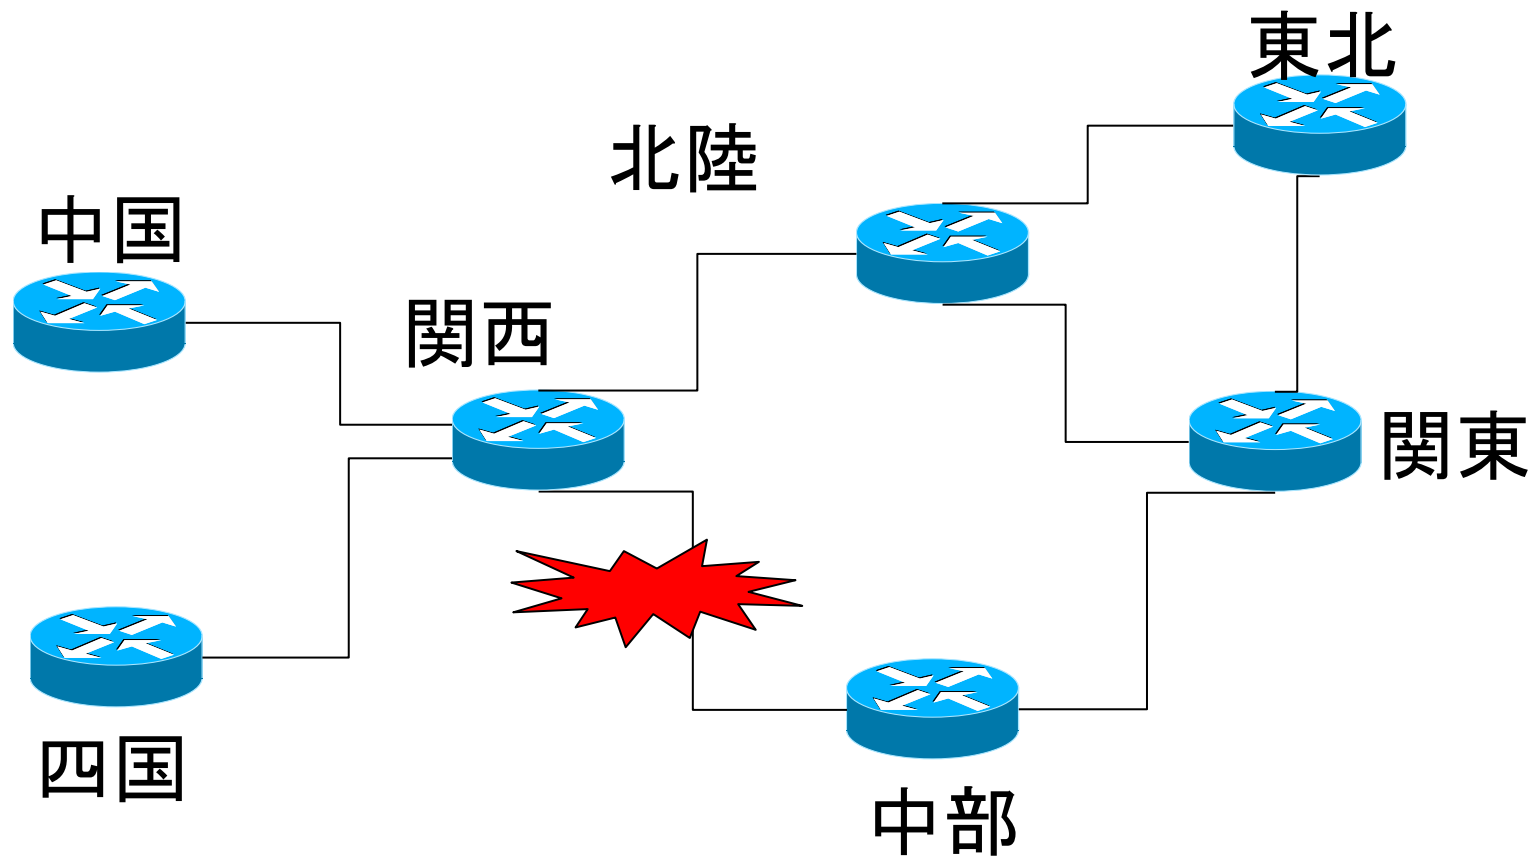 東北
北陸
中国
関西
関東
四国
中部